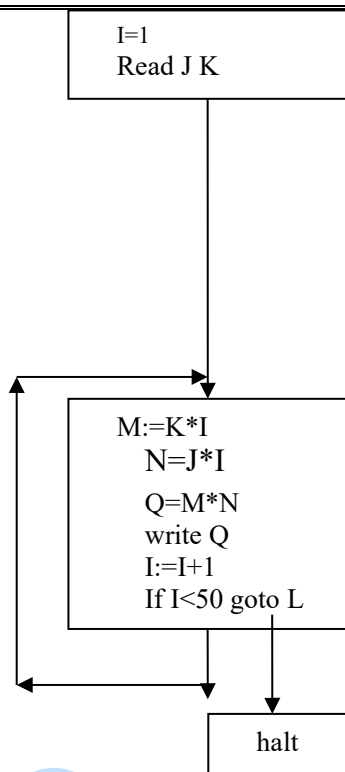 I=1
Read J K
M:=K*I
N=J*I
Q=M*N
write Q
I:=I+1
If I<50 goto L
halt